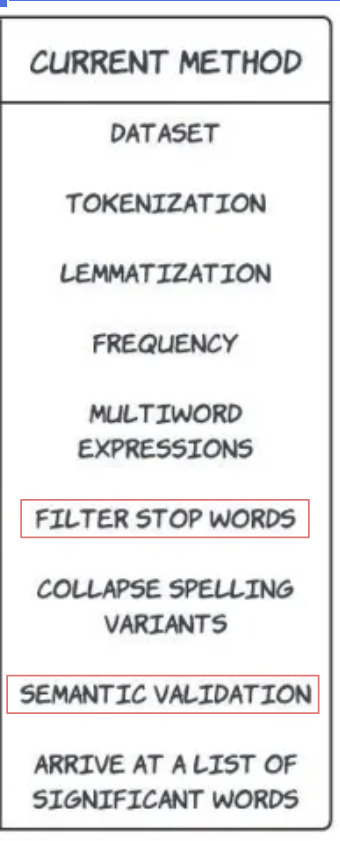 CURRENT METHOD
DATASET
TOKENIZATION
LEMMATIZATION
FREQUENCY
MULTIWORD
EXPRESSIONS
FILTER STOP WORDS
COLLAPSE SPELLING
VARIANTS
SEMANTIC VALIDATION
ARRIVE AT A LIST OF
SIGNIFICANT WORDS